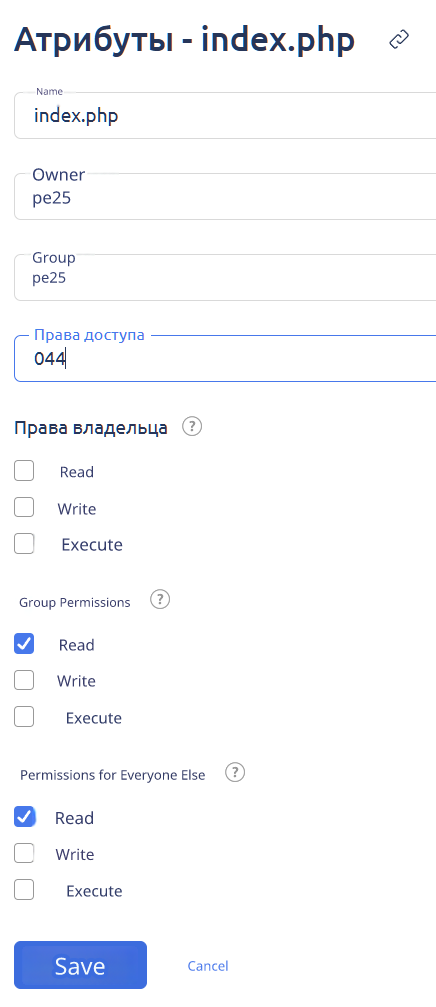 Атрибуты - index.php
Name
index.php
Owner
pe25
Group
pe25
Права доступа
044
Права владельца ?
Read
Write
Execute
Group Permissions ?
Read
Write
Execute
Permissions for Everyone Else ?
Read
Write
Execute
Save Cancel